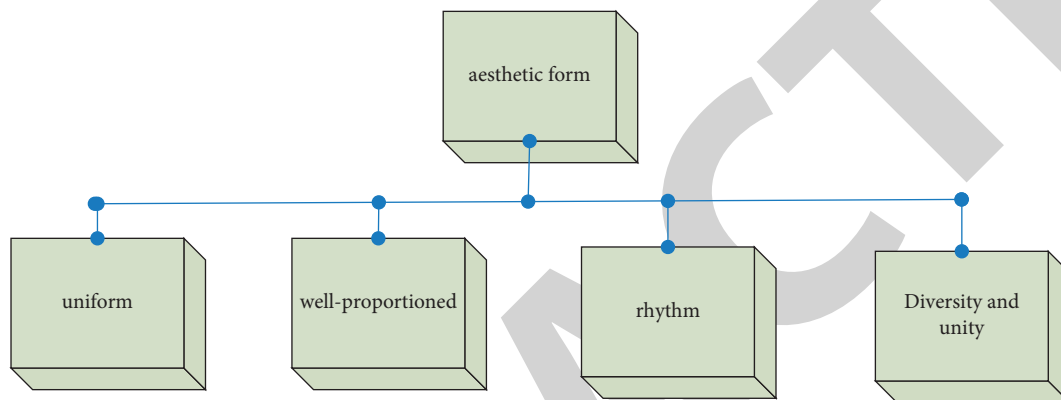 aesthetic form
uniform
well-proportioned
rhythm
Diversity and
unity